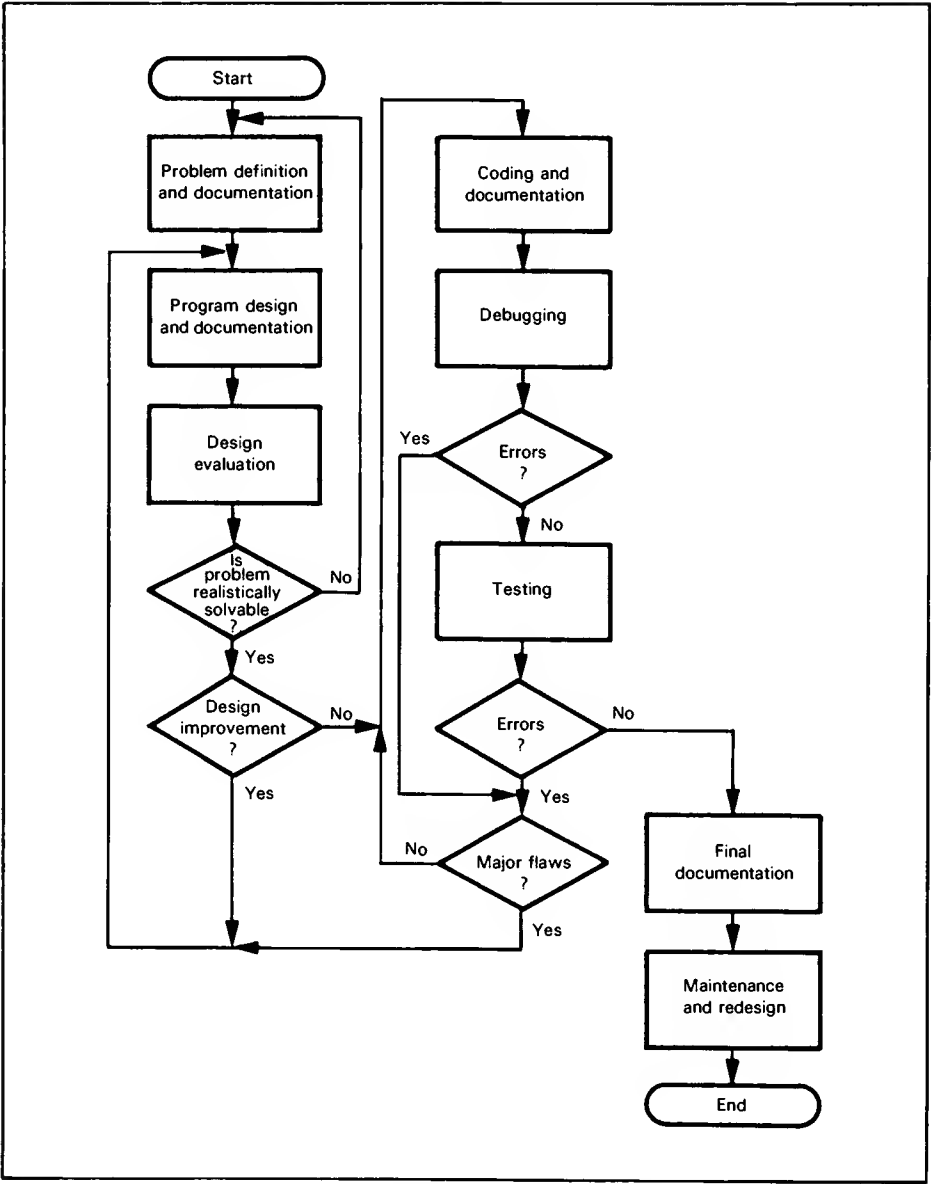 Start
Problem definition
and documentation
Program design
and documentation
Design
evaluation
Is
problem
realistically
solvable
?
No
Yes
Design
improvement
?
No
Yes
Coding and
documentation
Debugging
Errors
?
Yes
No
Testing
Errors
?
No
Yes
Major flaws
?
No
Yes
Final
documentation
Maintenance
and redesign
End